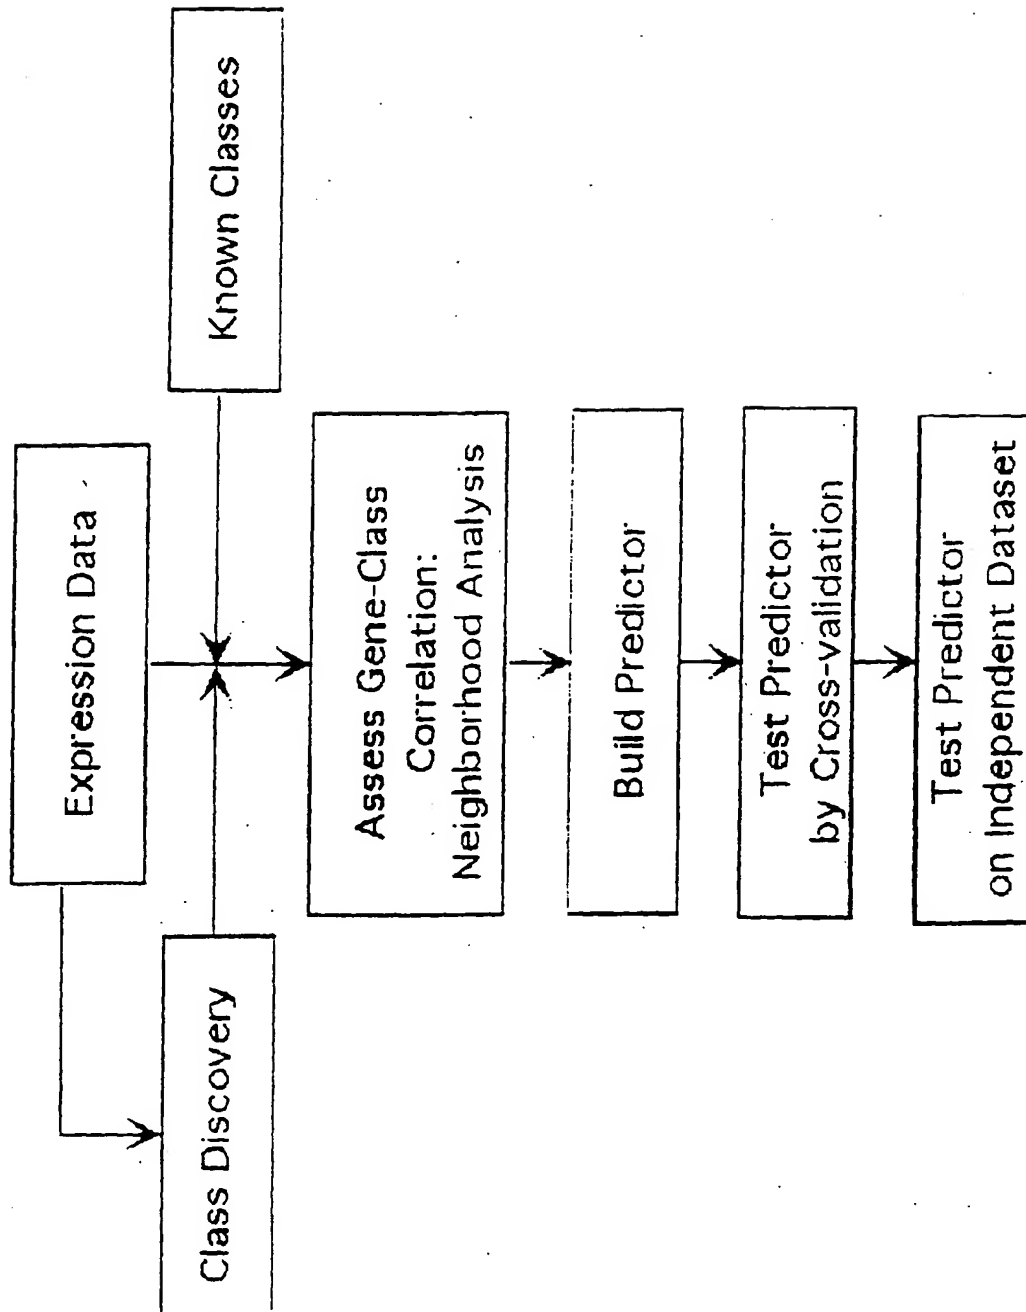 Expression Data
Class Discovery
Known Classes
Assess Gene-Class
Correlation:
Neighborhood Analysis
Build Predictor
Test Predictor
by Cross-validation
Test Predictor
on Independent Dataset